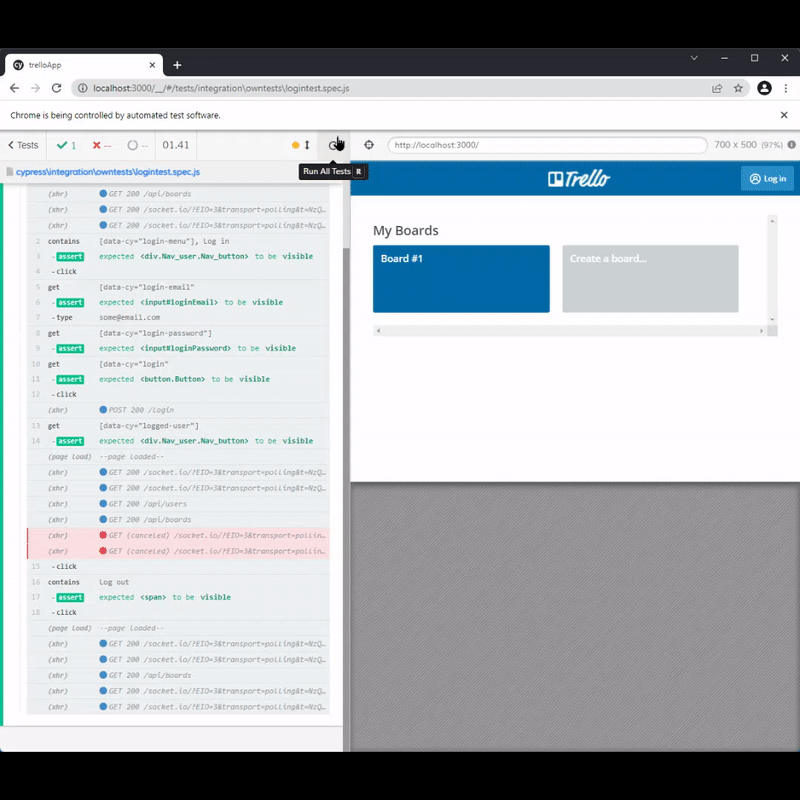 cy trelloApp
localhost:3000/__/#/tests/integration/owntests/logintest.spec.js
Chrome is being controlled by automated test software.
Tests 1 -- -- 01.41 http://localhost:3000/ 700 x 500 (97%)
cypress\integration\owntests\logintest.spec.js Run All Tests R Trello Log in
(xhr) GET 200 /api/boards
(xhr) GET 200 /socket.io/?EIO=3&transport=polling&t=NzQ…
(xhr) GET 200 /socket.io/?EIO=3&transport=polling&t=NzQ…
2 contains [data-cy="login-menu"], Log in
3 -assert expected <div.Nav_user.Nav_button> to be visible
4 -click
5 get [data-cy="login-email"
6 -assert expected <input#loginEmail> to be visible
7 -type some@email.com
8 get [data-cy="login-password"]
9 -assert expected <input#loginPassword> to be visible
10 get [data-cy="login"
11 -assert expected <button.Button> to be visible
12 -click
(xhr) POST 200 /login
13 get [data-cy="logged-user"]
14 -assert expected <div.Nav_user.Nav_button> to be visible
(page load) --page loaded--
(xhr) GET 200 /socket.io/?EIO=3&transport=polling&t=NzQ…
(xhr) GET 200 /socket.io/?EIO=3&transport=polling&t=NzQ…
(xhr) GET 200 /api/users
(xhr) GET 200 /api/boards
(xhr) GET (canceled) /socket.io/?EIO=3&transport=pollin…
(xhr) GET (canceled) /socket.io/?EIO=3&transport=pollin…
15 -click
16 contains Log out
17 -assert expected <span> to be visible
18 -click
(page load) --page loaded--
(xhr) GET 200 /socket.io/?EIO=3&transport=polling&t=NzQ…
(xhr) GET 200 /socket.io/?EIO=3&transport=polling&t=NzQ…
(xhr) GET 200 /api/boards
(xhr) GET 200 /socket.io/?EIO=3&transport=polling&t=NzQ…
(xhr) GET 200 /socket.io/?EIO=3&transport=polling&t=NzQ…
My Boards
Board #1 Create a board...